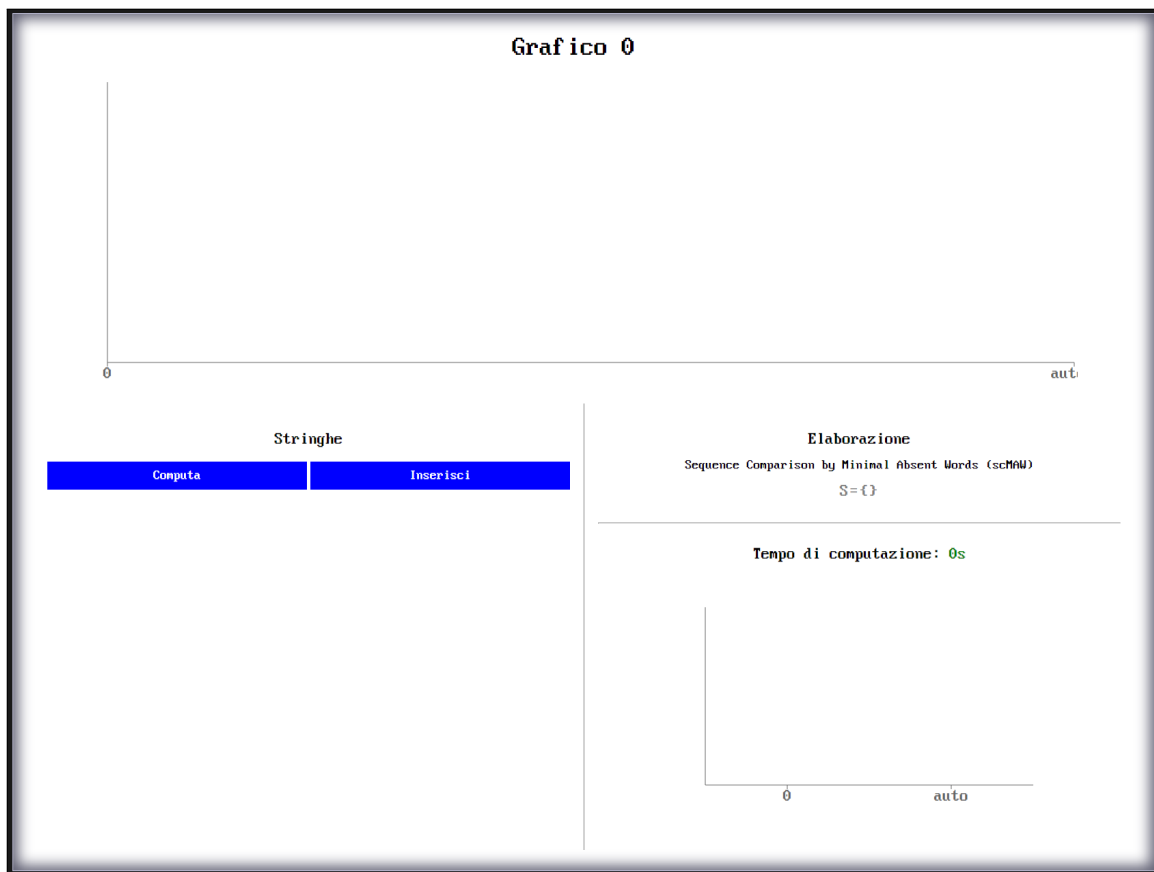 Grafico 0
0
aut
Stringhe
Computa
Inserisci
Elaborazione
Sequence Comparison by Minimal Absent Words (scMAW)
S={}
Tempo di computazione: 0s
0
auto